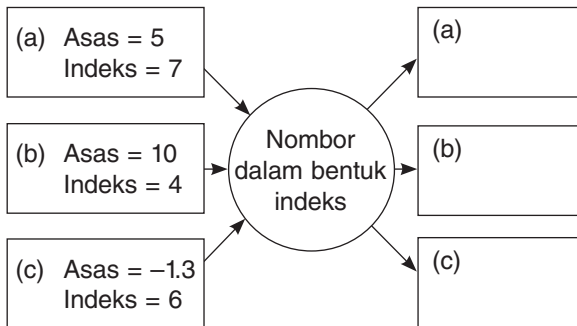 (a) Asas = 5
Indeks = 7
(b) Asas = 10
Indeks = 4
(c) Asas = –1.3
Indeks = 6
Nombor
dalam bentuk
indeks
(a)
(b)
(c)